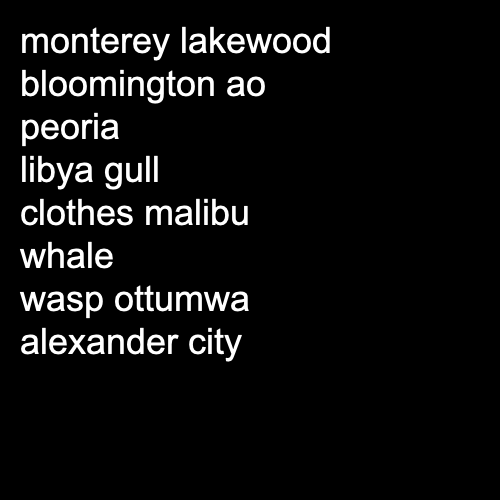 monterey lakewood
bloomington ao
peoria
libya gull
clothes malibu
whale
wasp ottumwa
alexander city